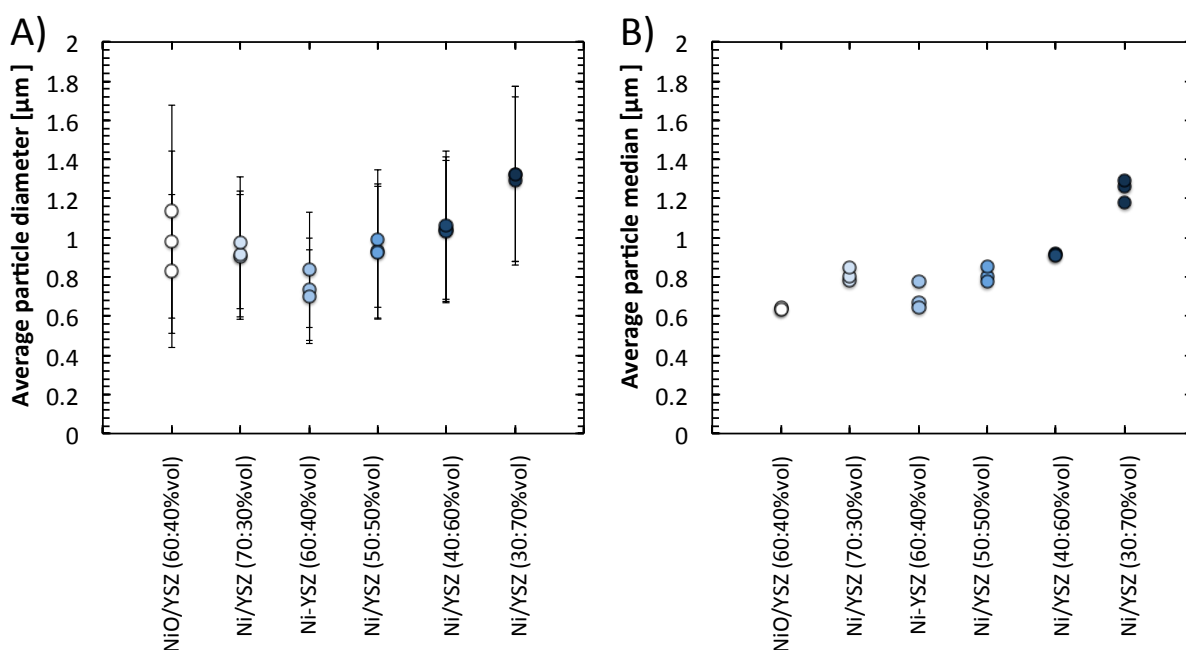 A)
Average particle diameter [µm]
2
1.8
1.6
1.4
1.2
1
0.8
0.6
0.4
0.2
0
NiO/YSZ (60:40%vol)
Ni/YSZ (70:30%vol)
Ni-YSZ (60:40%vol)
Ni/YSZ (50:50%vol)
Ni/YSZ (40:60%vol)
Ni/YSZ (30:70%vol)
B)
Average particle median [µm]
2
1.8
1.6
1.4
1.2
1
0.8
0.6
0.4
0.2
0
NiO/YSZ (60:40%vol)
Ni/YSZ (70:30%vol)
Ni-YSZ (60:40%vol)
Ni/YSZ (50:50%vol)
Ni/YSZ (40:60%vol)
Ni/YSZ (30:70%vol)